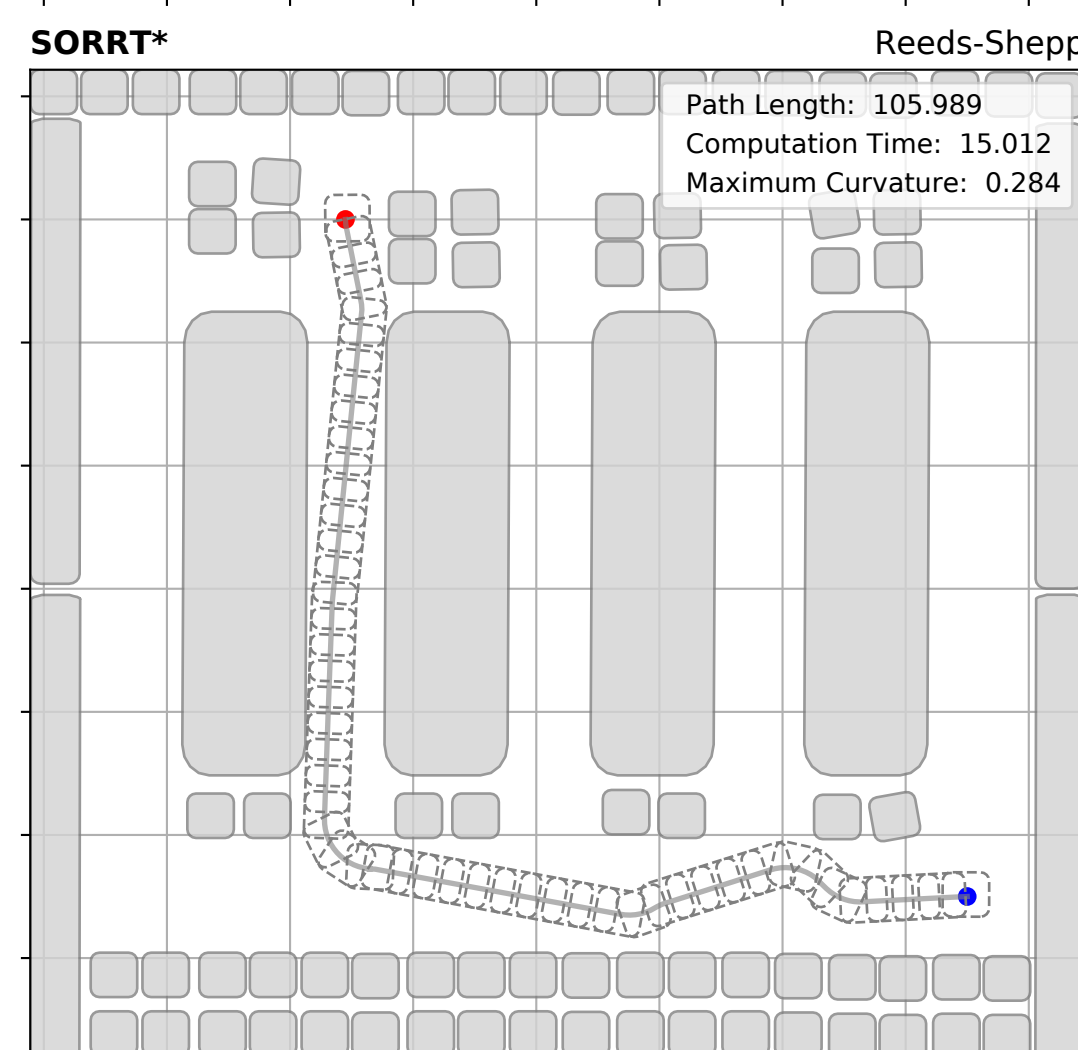 SORRT*
Reeds-Shepp
Path Length: 105.989
Computation Time: 15.012
Maximum Curvature: 0.284